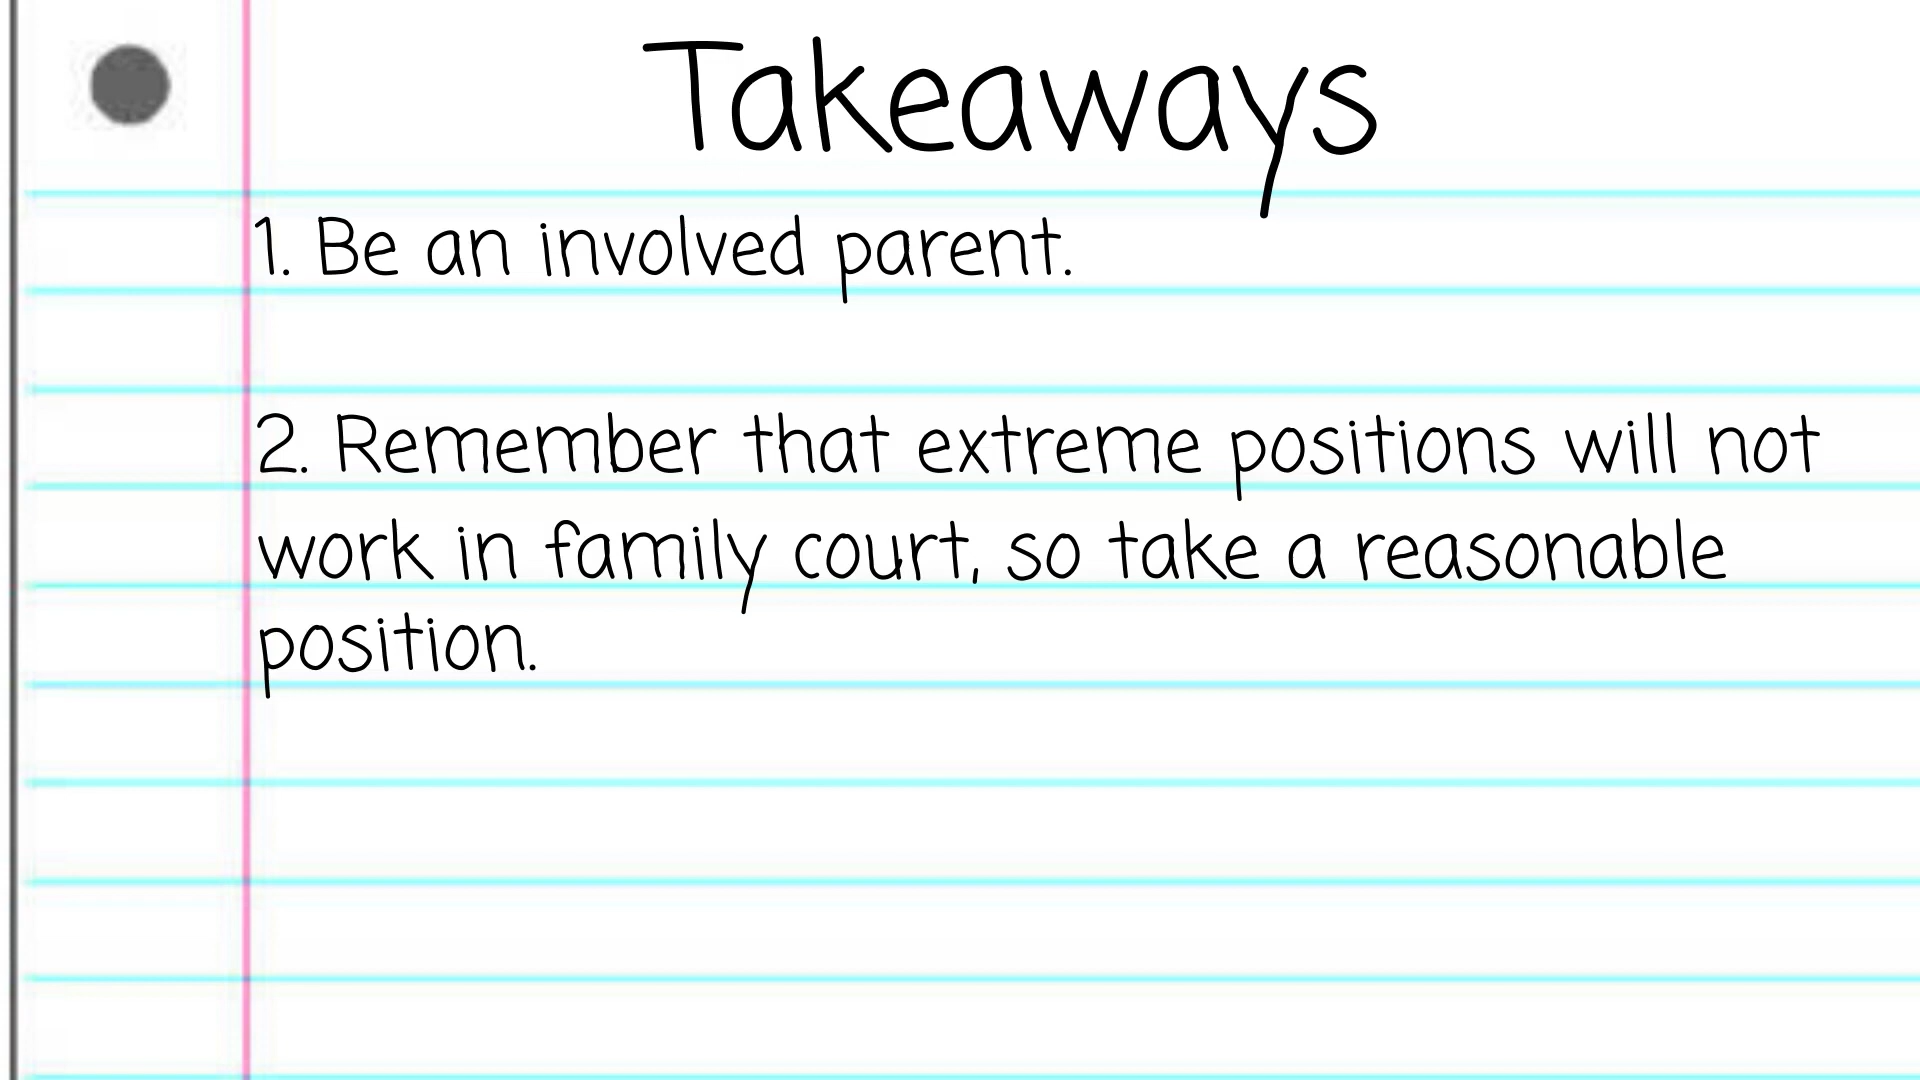 Takeaways
1. Be an involved parent.
2. Remember that extreme positions will not
work in family court, so take a reasonable
position.